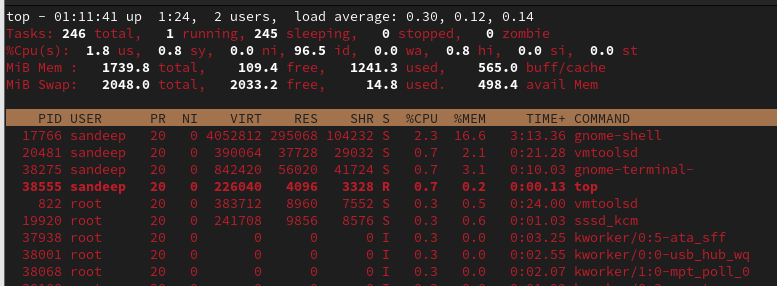 top - 01:11:41 up  1:24,  2 users,  load average: 0.30, 0.12, 0.14
Tasks: 246 total,   1 running, 245 sleeping,   0 stopped,   0 zombie
%Cpu(s):  1.8 us,  0.8 sy,  0.0 ni, 96.5 id,  0.0 wa,  0.8 hi,  0.0 si,  0.0 st
MiB Mem :   1739.8 total,    109.4 free,   1241.3 used,    565.0 buff/cache
MiB Swap:   2048.0 total,   2033.2 free,     14.8 used.    498.4 avail Mem
PID USER      PR  NI    VIRT    RES    SHR S  %CPU  %MEM     TIME+ COMMAND
17766 sandeep   20   0 4052812 295068 104232 S   2.3  16.6   3:13.36 gnome-shell
20481 sandeep   20   0  390064  37728  29032 S   0.7   2.1   0:21.28 vmtoolsd
38275 sandeep   20   0  842420  56020  41724 S   0.7   3.1   0:10.03 gnome-terminal-
38555 sandeep   20   0  226040   4096   3328 R   0.7   0.2   0:00.13 top
822 root      20   0  383712   8960   7552 S   0.3   0.5   0:24.00 vmtoolsd
19920 root      20   0  241708   9856   8576 S   0.3   0.6   0:01.03 sssd_kcm
37938 root      20   0       0      0      0 I   0.3   0.0   0:03.25 kworker/0:5-ata_sff
38001 root      20   0       0      0      0 I   0.3   0.0   0:02.55 kworker/0:0-usb_hub_wq
38068 root      20   0       0      0      0 I   0.3   0.0   0:02.07 kworker/1:0-mpt_poll_0